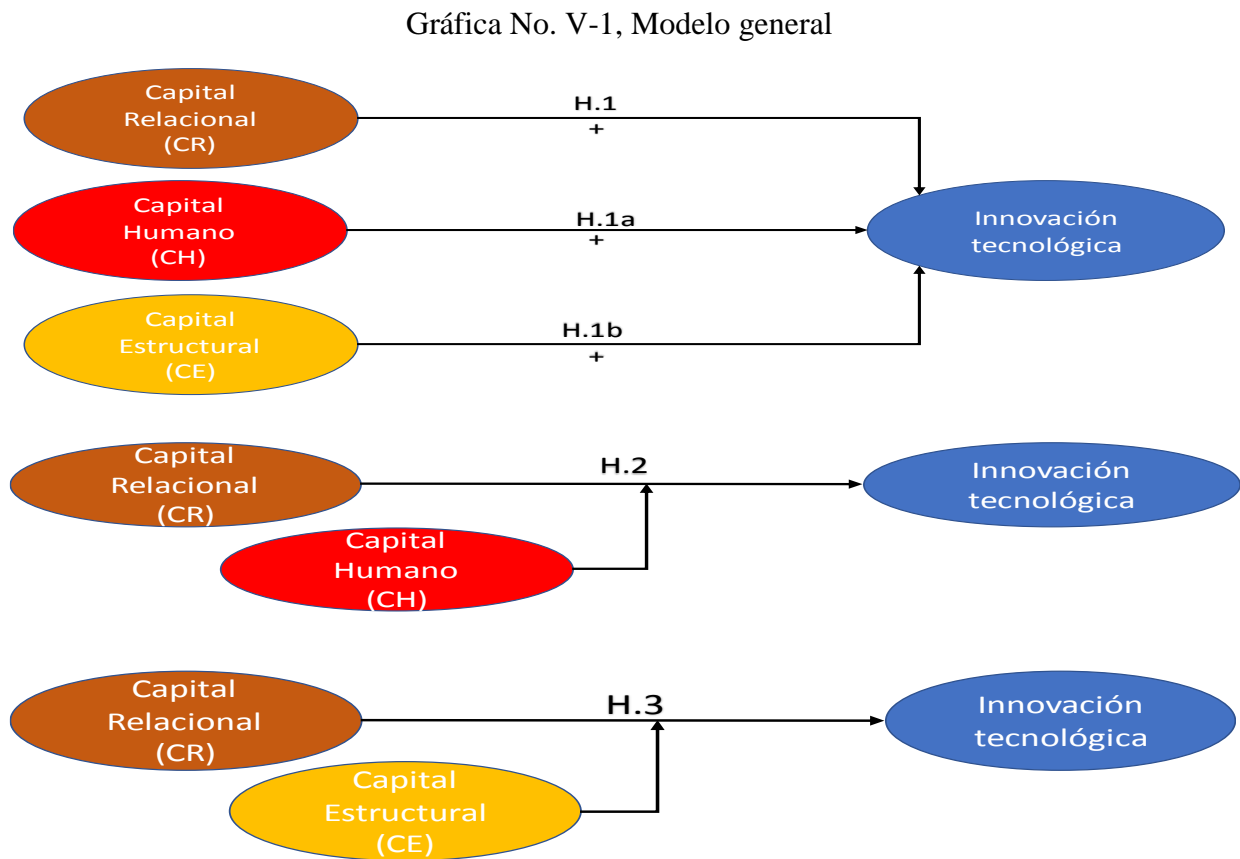 Gráfica No. V-1, Modelo general
Capital
Relacional
(CR)
H.1
+
Capital
Humano
(CH)
H.1a
+
Innovación
tecnológica
Capital
Estructural
(CE)
H.1b
+
Capital
Relacional
(CR)
H.2
Innovación
tecnológica
Capital
Humano
(CH)
Capital
Relacional
(CR)
H.3
Innovación
tecnológica
Capital
Estructural
(CE)